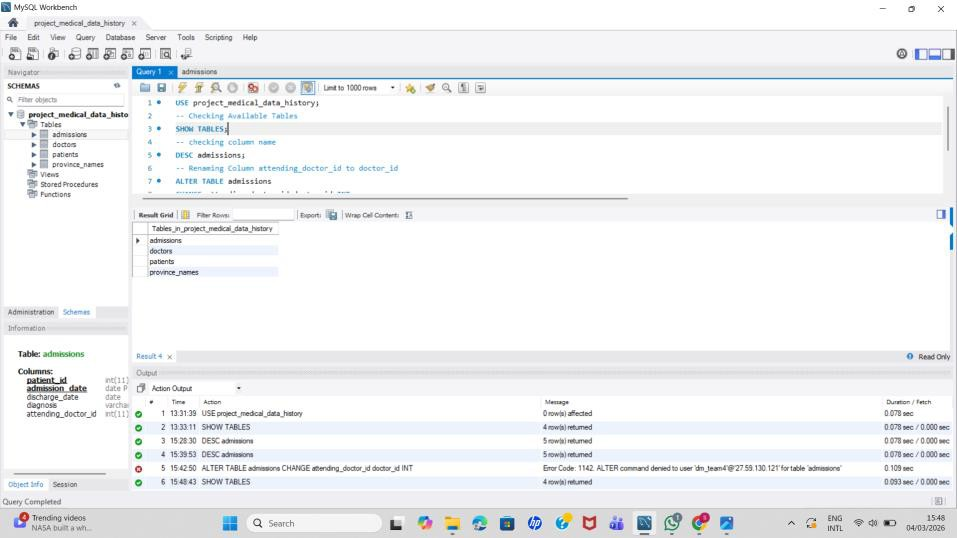 MySQL Workbench
project_medical_data_history ×
File Edit View Query Database Server Tools Scripting Help
Navigator
SCHEMAS
Filter objects
project_medical_data_histo
Tables
admissions
doctors
patients
province_names
Views
Stored Procedures
Functions
Administration Schemas
Information
Table: admissions
Columns:
patient_id int(11)
admission_date date P
discharge_date date
diagnosis varcha
attending_doctor_id int(11)
Object Info Session
Query 1 × admissions
Limit to 1000 rows
1 USE project_medical_data_history;
2 -- Checking Available Tables
3 SHOW TABLES;
4 -- checking column name
5 DESC admissions;
6 -- Renaming Column attending_doctor_id to doctor_id
7 ALTER TABLE admissions
Result Grid Filter Rows: Export: Wrap Cell Content:
Tables_in_project_medical_data_history
admissions
doctors
patients
province_names
Result 4 × Read Only
Output
Action Output
# Time Action Message Duration / Fetch
1 13:31:39 USE project_medical_data_history 0 row(s) affected 0.078 sec
2 13:33:11 SHOW TABLES 4 row(s) returned 0.078 sec / 0.000 sec
3 15:28:30 DESC admissions 5 row(s) returned 0.078 sec / 0.000 sec
4 15:39:53 DESC admissions 5 row(s) returned 0.078 sec / 0.000 sec
5 15:42:50 ALTER TABLE admissions CHANGE attending_doctor_id doctor_id INT Error Code: 1142. ALTER command denied to user 'dm_team4'@'27.59.130.121' for table 'admissions' 0.109 sec
6 15:48:43 SHOW TABLES 4 row(s) returned 0.093 sec / 0.000 sec
Query Completed
4 Trending videos
NASA built a wh...
Search
ENG
INTL
15:48
04/03/2026